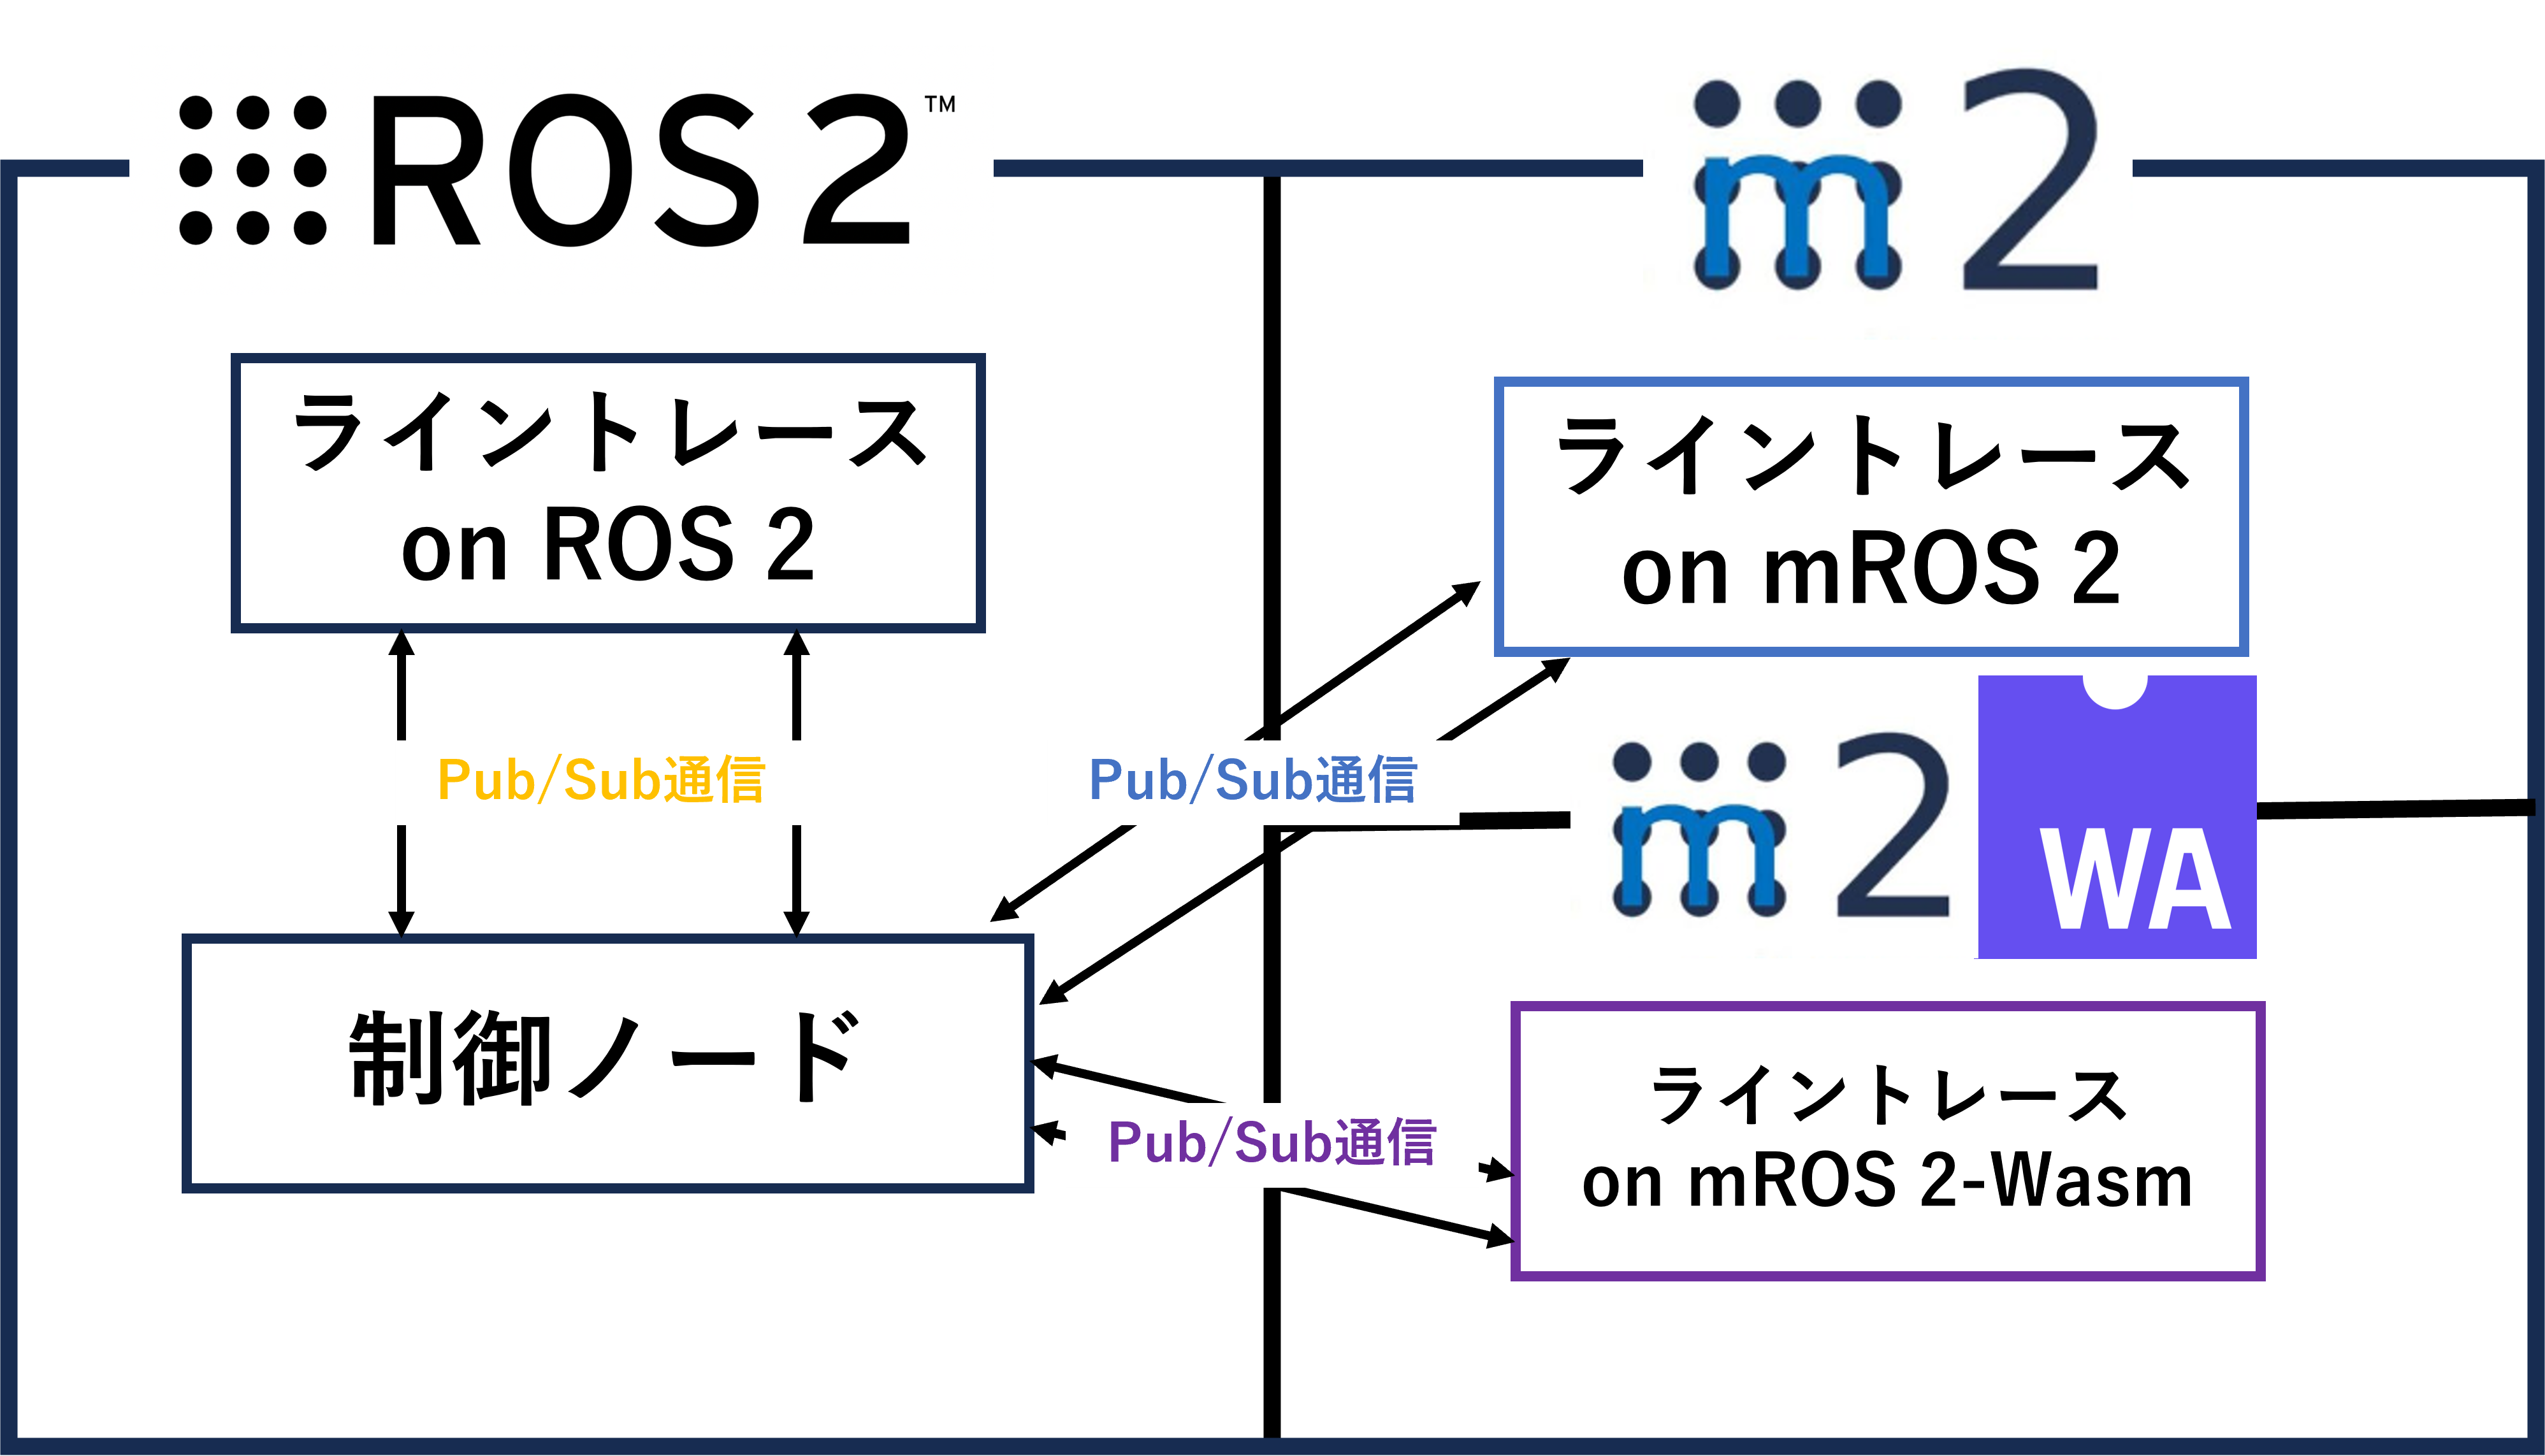 ROS 2™
m 2
ライントレース
on ROS 2
ライントレース
on mROS 2
Pub/Sub通信
Pub/Sub通信
m 2
WA
制御ノード
Pub/Sub通信
ライントレース
on mROS 2-Wasm